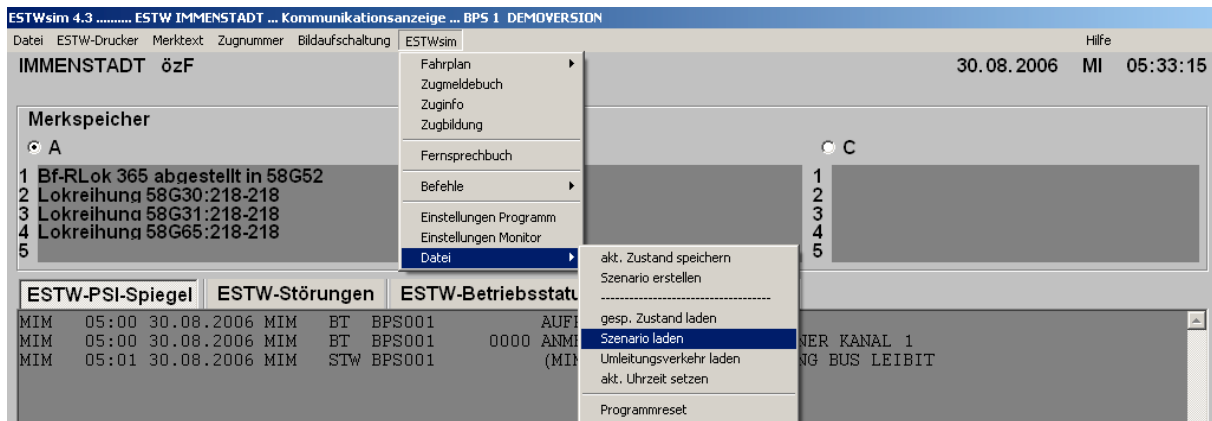 ESTWsim 4.3 .......... ESTW IMMENSTADT ... Kommunikationsanzeige ... BPS 1 DEMOVERSION
Datei ESTW-Drucker Merktext Zugnummer Bildaufschaltung ESTWsim Hilfe
IMMENSTADT özF 30.08.2006 MI 05:33:15
Fahrplan
Zugmeldebuch
Zuginfo
Zugbildung
Fernsprechbuch
Befehle
Einstellungen Programm
Einstellungen Monitor
Datei
Merkspeicher
A
1 Bf-RLok 365 abgestellt in 58G52
2 Lokreihung 58G30:218-218
3 Lokreihung 58G31:218-218
4 Lokreihung 58G65:218-218
5
C
1
2
3
4
5
akt. Zustand speichern
Szenario erstellen
------------------------------------
gesp. Zustand laden
Szenario laden
Umleitungsverkehr laden
akt. Uhrzeit setzen
Programmreset
ESTW-PSI-Spiegel ESTW-Störungen ESTW-Betriebsstatu
MIM 05:00 30.08.2006 MIM BT BPS001
MIM 05:00 30.08.2006 MIM BT BPS001 0000 NER KANAL 1
MIM 05:01 30.08.2006 MIM STW BPS001 BUS LEIBIT